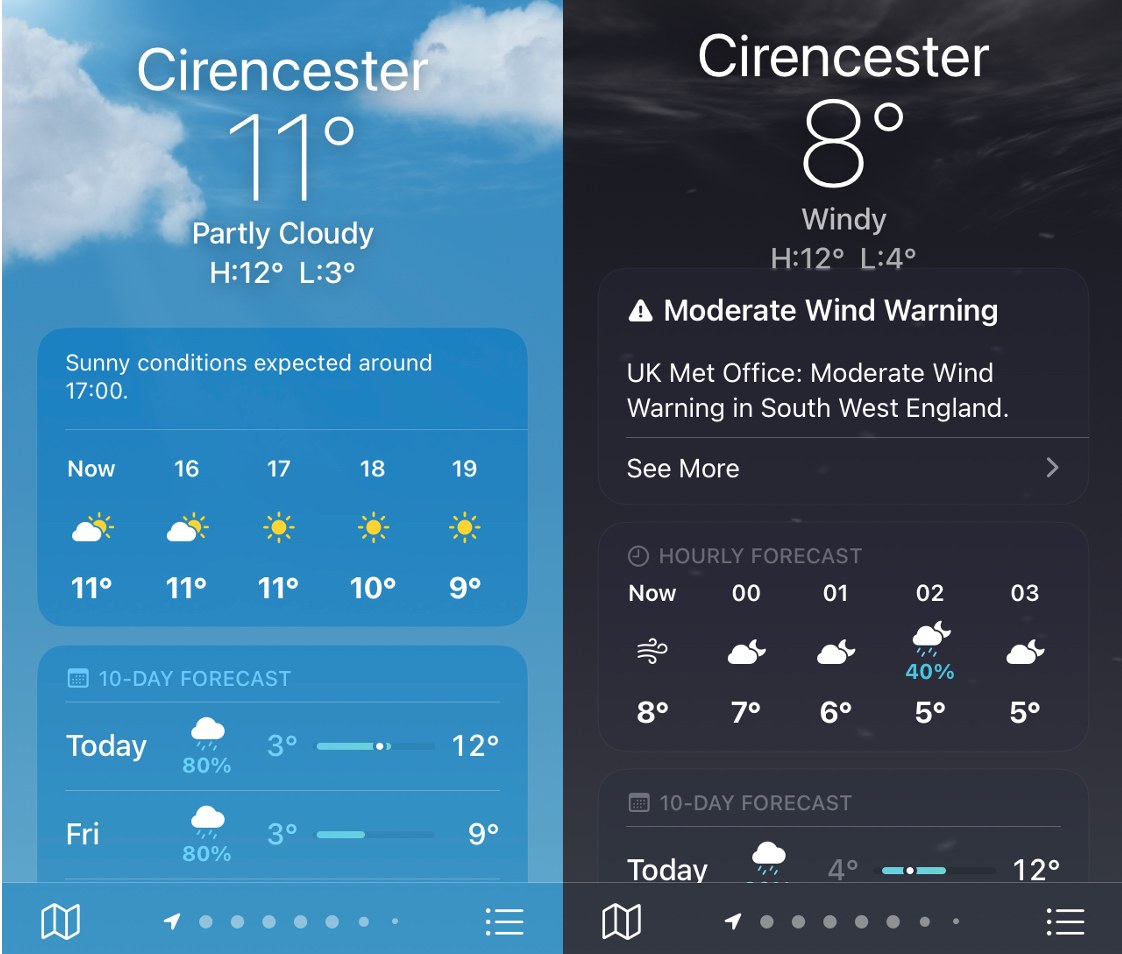 Cirencester
11°
Partly Cloudy
H:12° L:3°
Sunny conditions expected around
17:00.
Now 16 17 18 19
11° 11° 11° 10° 9°
10-DAY FORECAST
Today 3° 12°
80%
Fri 3° 9°
80%
Cirencester
8°
Windy
H:12° L:4°
Moderate Wind Warning
UK Met Office: Moderate Wind
Warning in South West England.
See More
HOURLY FORECAST
Now 00 01 02 03
40%
8° 7° 6° 5° 5°
10-DAY FORECAST
Today 4° 12°